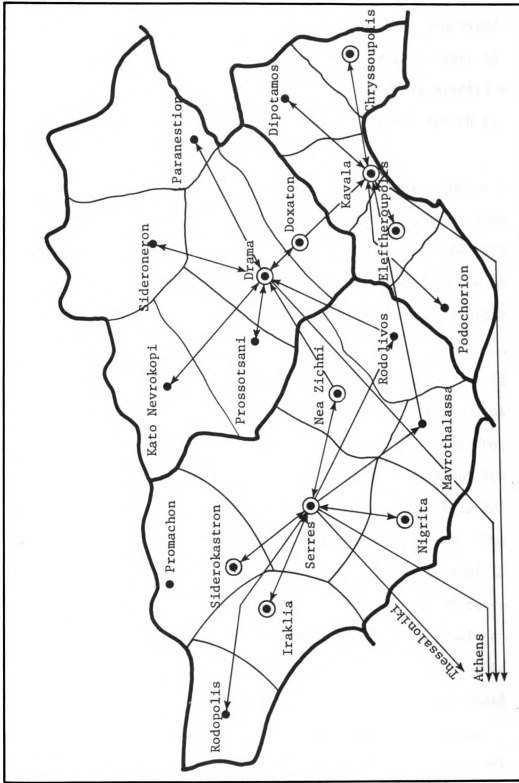 Paranestion
Sidironeron
Kato Nevrokopi
Dipotamos
Chryssoupolis
Doxaton
Drama
Prossotsani
Kavala
Eleftheroupolis
Promachon
Nea Zichni
Rodolivos
Podochorion
Siderokastron
Serres
Mavrothalassa
Iraklia
Nigrita
Rodopolis
Thessaloniki
Athens